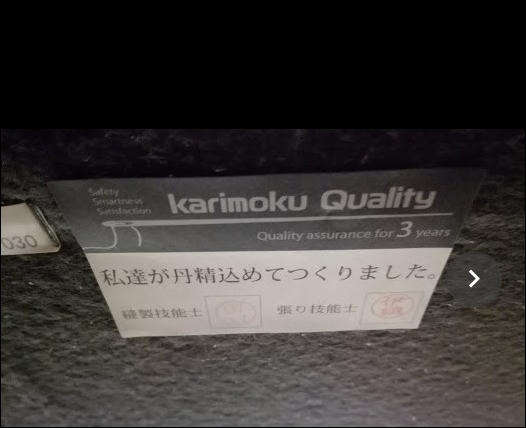 Safety
Smartness
Satisfaction
karimoku Quality
Quality assurance for 3 years
030
私達が丹精込めてつくりました。
縫製技能士
張り技能士